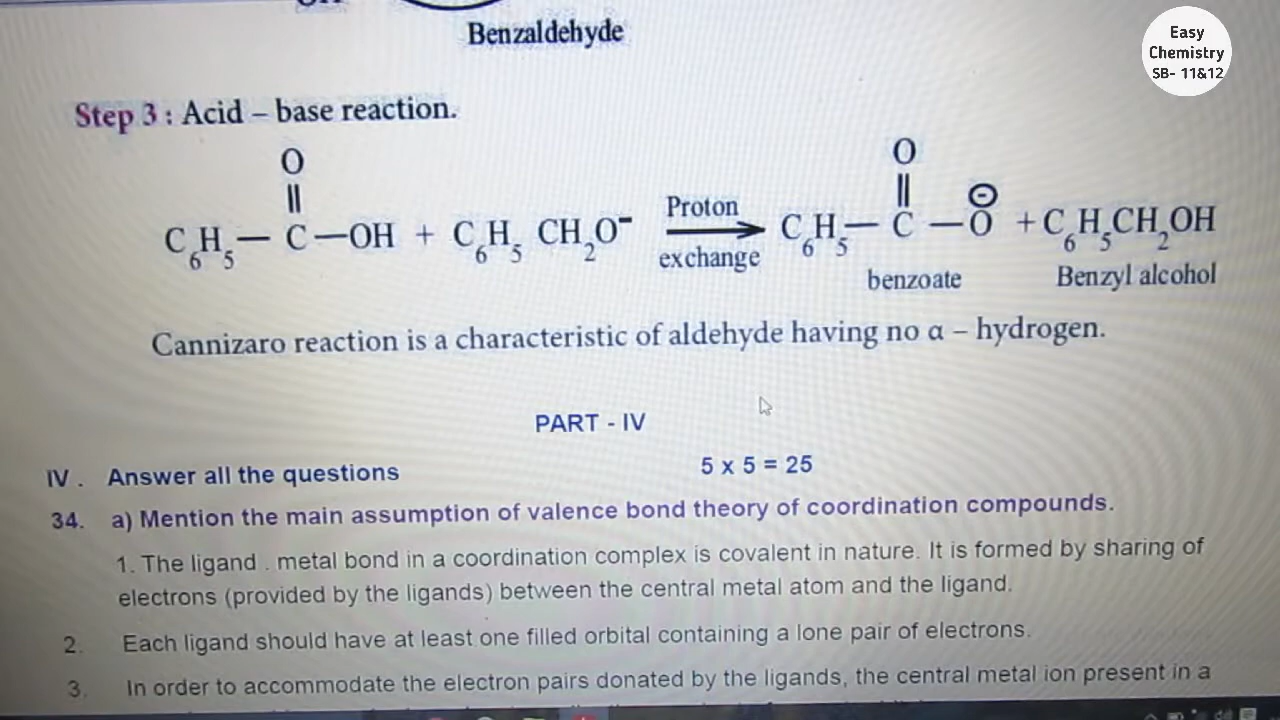 Benzaldehyde
Easy
Chemistry
SB- 11&12
Step 3 : Acid – base reaction.
O
||
C₆H₅— C—OH + C₆H₅ CH₂O⁻
Proton
exchange
O
||
C₆H₅— C —O⊖ + C₆H₅CH₂OH
benzoate
Benzyl alcohol
Cannizaro reaction is a characteristic of aldehyde having no α – hydrogen.
PART - IV
IV . Answer all the questions 5 x 5 = 25
34. a) Mention the main assumption of valence bond theory of coordination compounds.
1. The ligand . metal bond in a coordination complex is covalent in nature. It is formed by sharing of
electrons (provided by the ligands) between the central metal atom and the ligand.
2. Each ligand should have at least one filled orbital containing a lone pair of electrons.
3. In order to accommodate the electron pairs donated by the ligands, the central metal ion present in a